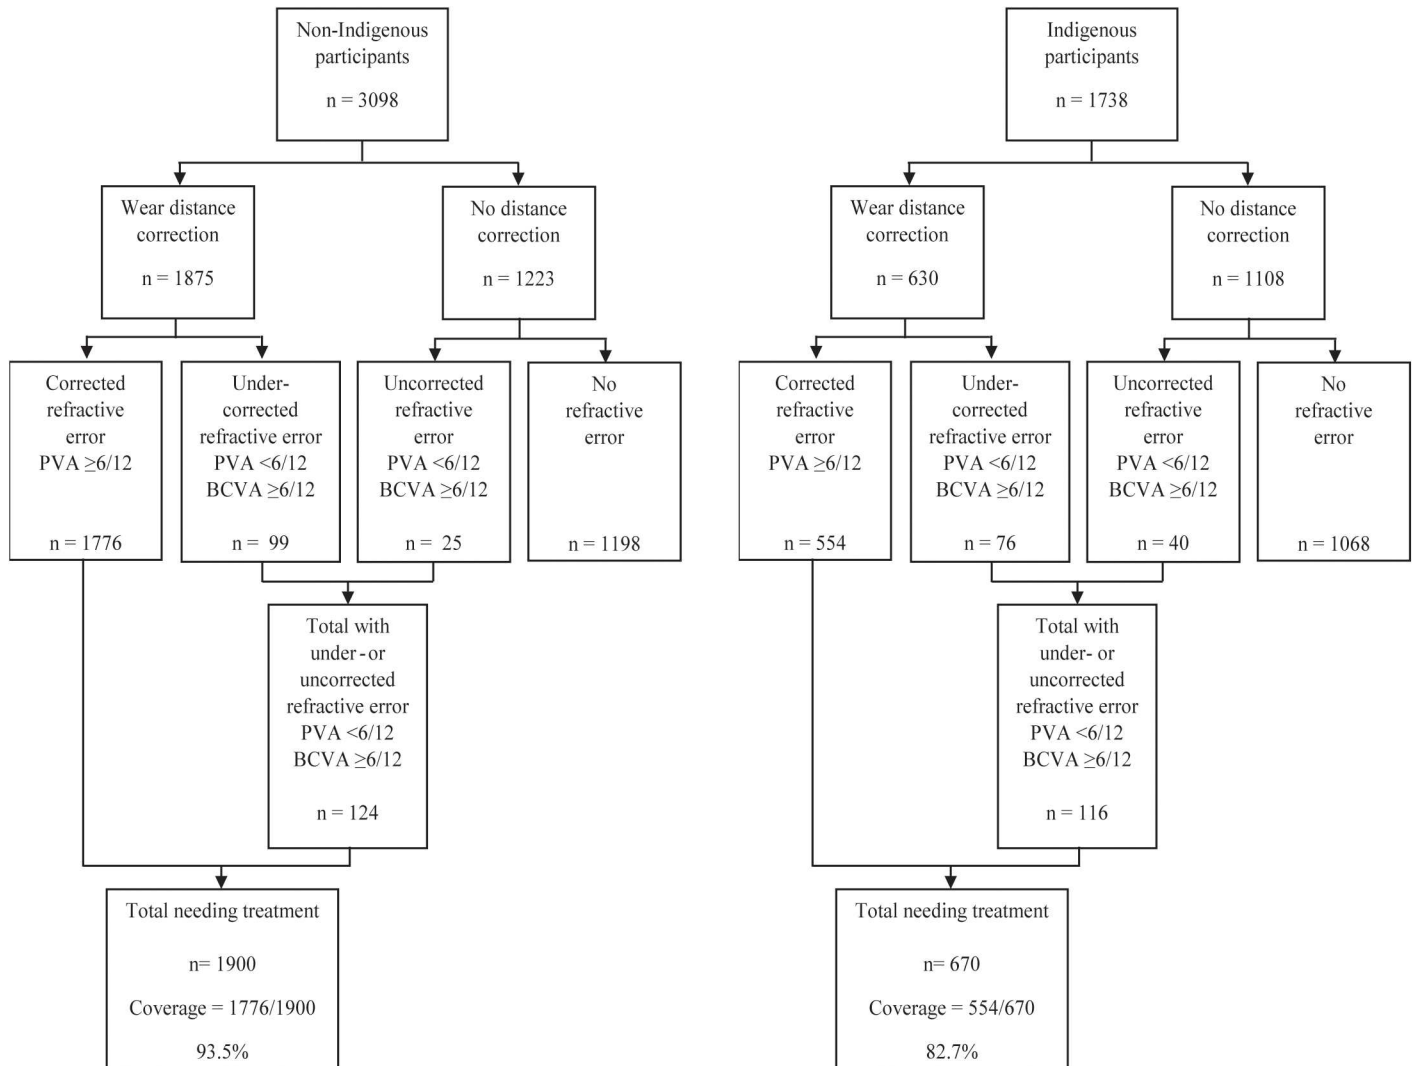 Non-Indigenous
participants
n = 3098
Wear distance
correction
n = 1875
No distance
correction
n = 1223
Corrected
refractive
error
PVA ≥6/12
n = 1776
Under-
corrected
refractive error
PVA <6/12
BCVA ≥6/12
n = 99
Uncorrected
refractive
error
PVA <6/12
BCVA ≥6/12
n = 25
No
refractive
error
n = 1198
Total with
under - or
uncorrected
refractive error
PVA <6/12
BCVA ≥6/12
n = 124
Total needing treatment
n= 1900
Coverage = 1776/1900
93.5%
Indigenous
participants
n = 1738
Wear distance
correction
n = 630
No distance
correction
n = 1108
Corrected
refractive
error
PVA ≥6/12
n = 554
Under-
corrected
refractive error
PVA <6/12
BCVA ≥6/12
n = 76
Uncorrected
refractive
error
PVA <6/12
BCVA ≥6/12
n = 40
No
refractive
error
n = 1068
Total with
under- or
uncorrected
refractive error
PVA <6/12
BCVA ≥6/12
n = 116
Total needing treatment
n= 670
Coverage = 554/670
82.7%